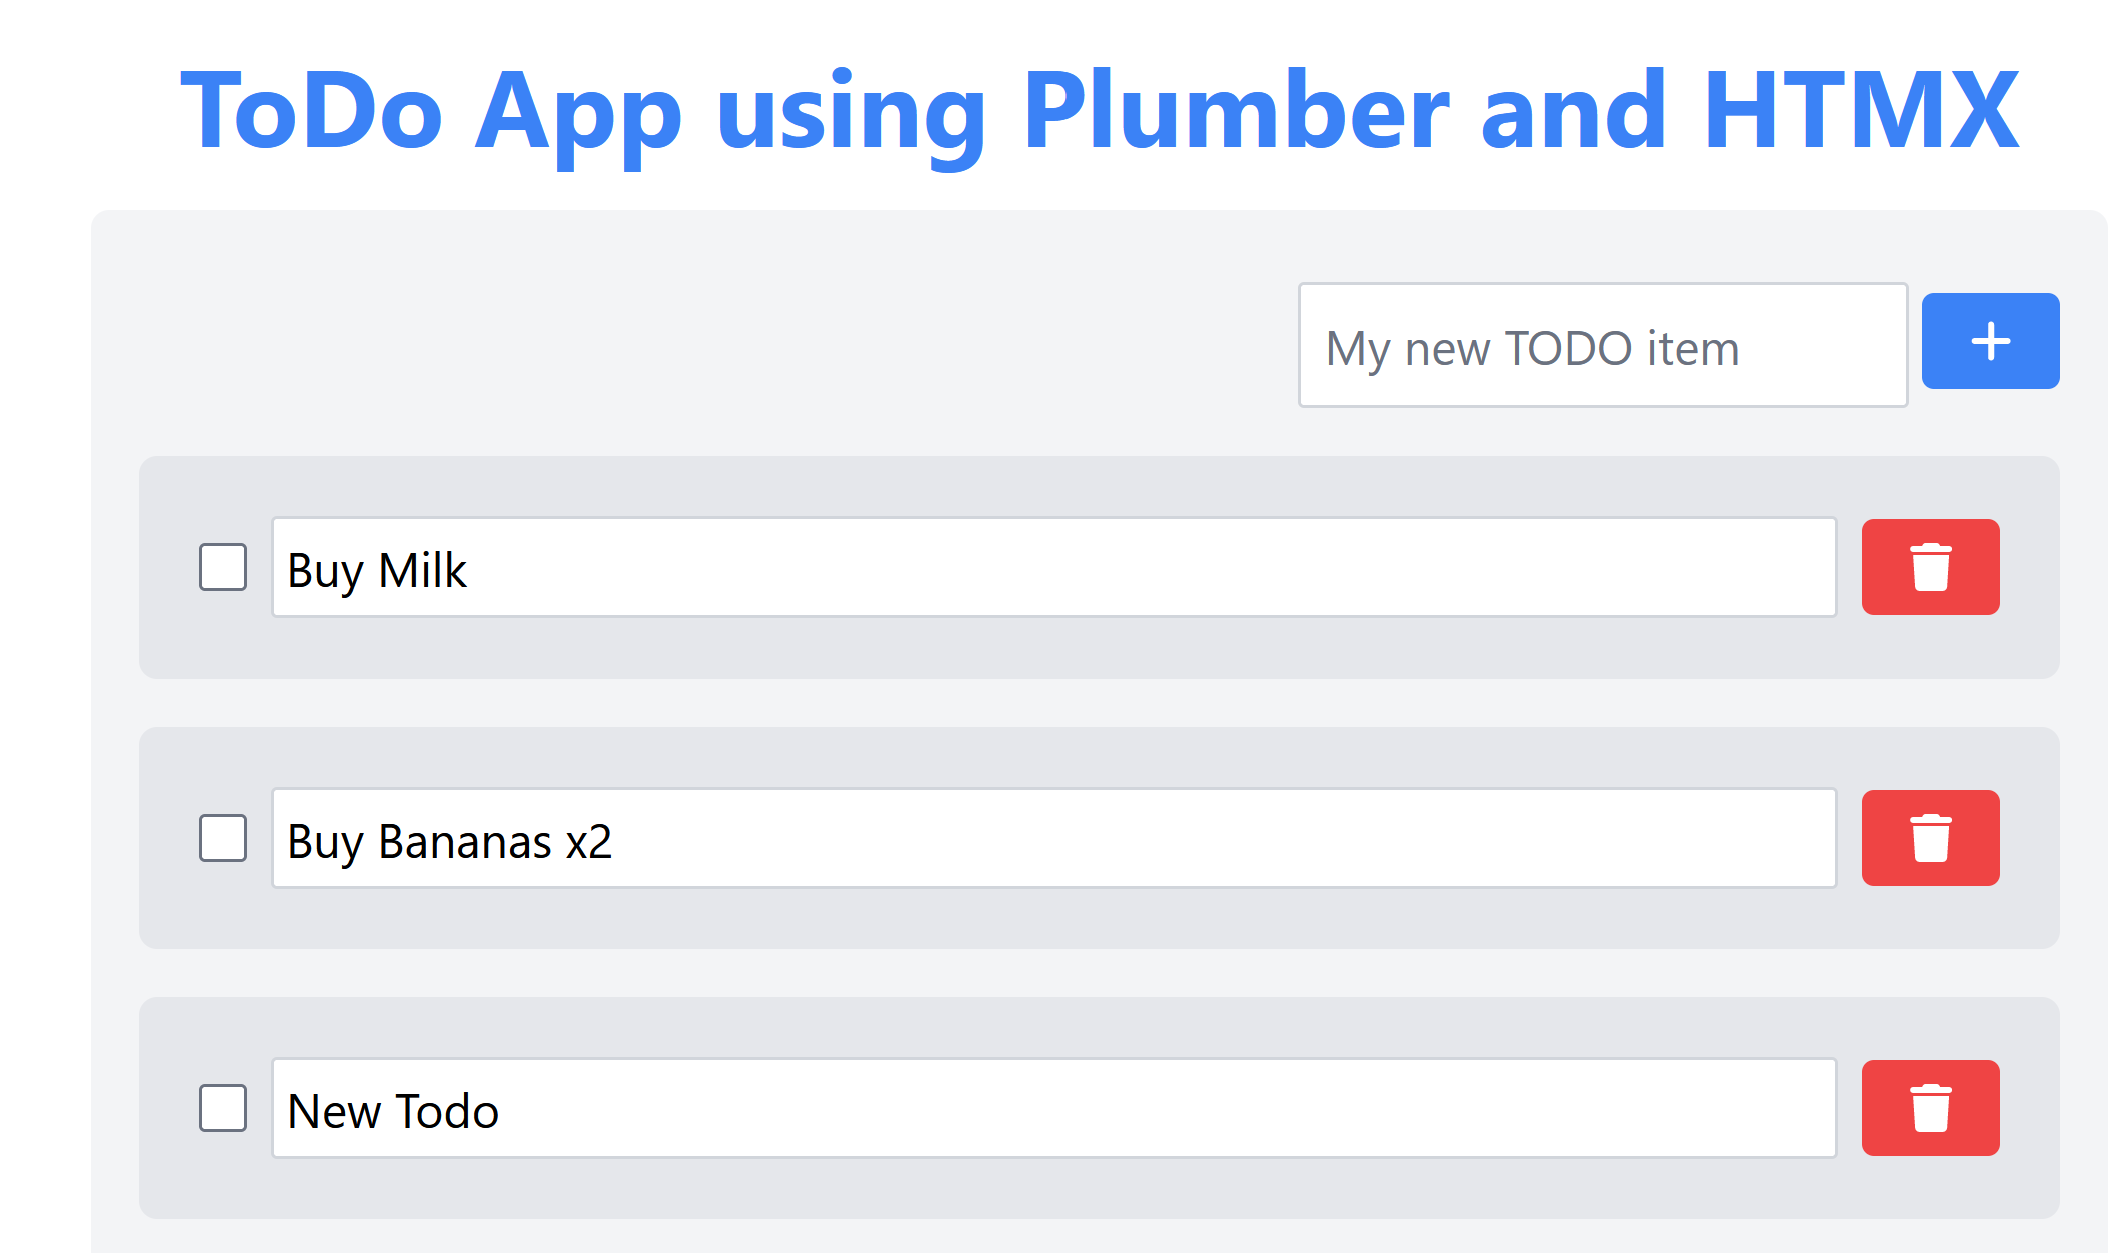 ToDo App using Plumber and HTMX
My new TODO item
Buy Milk
Buy Bananas x2
New Todo